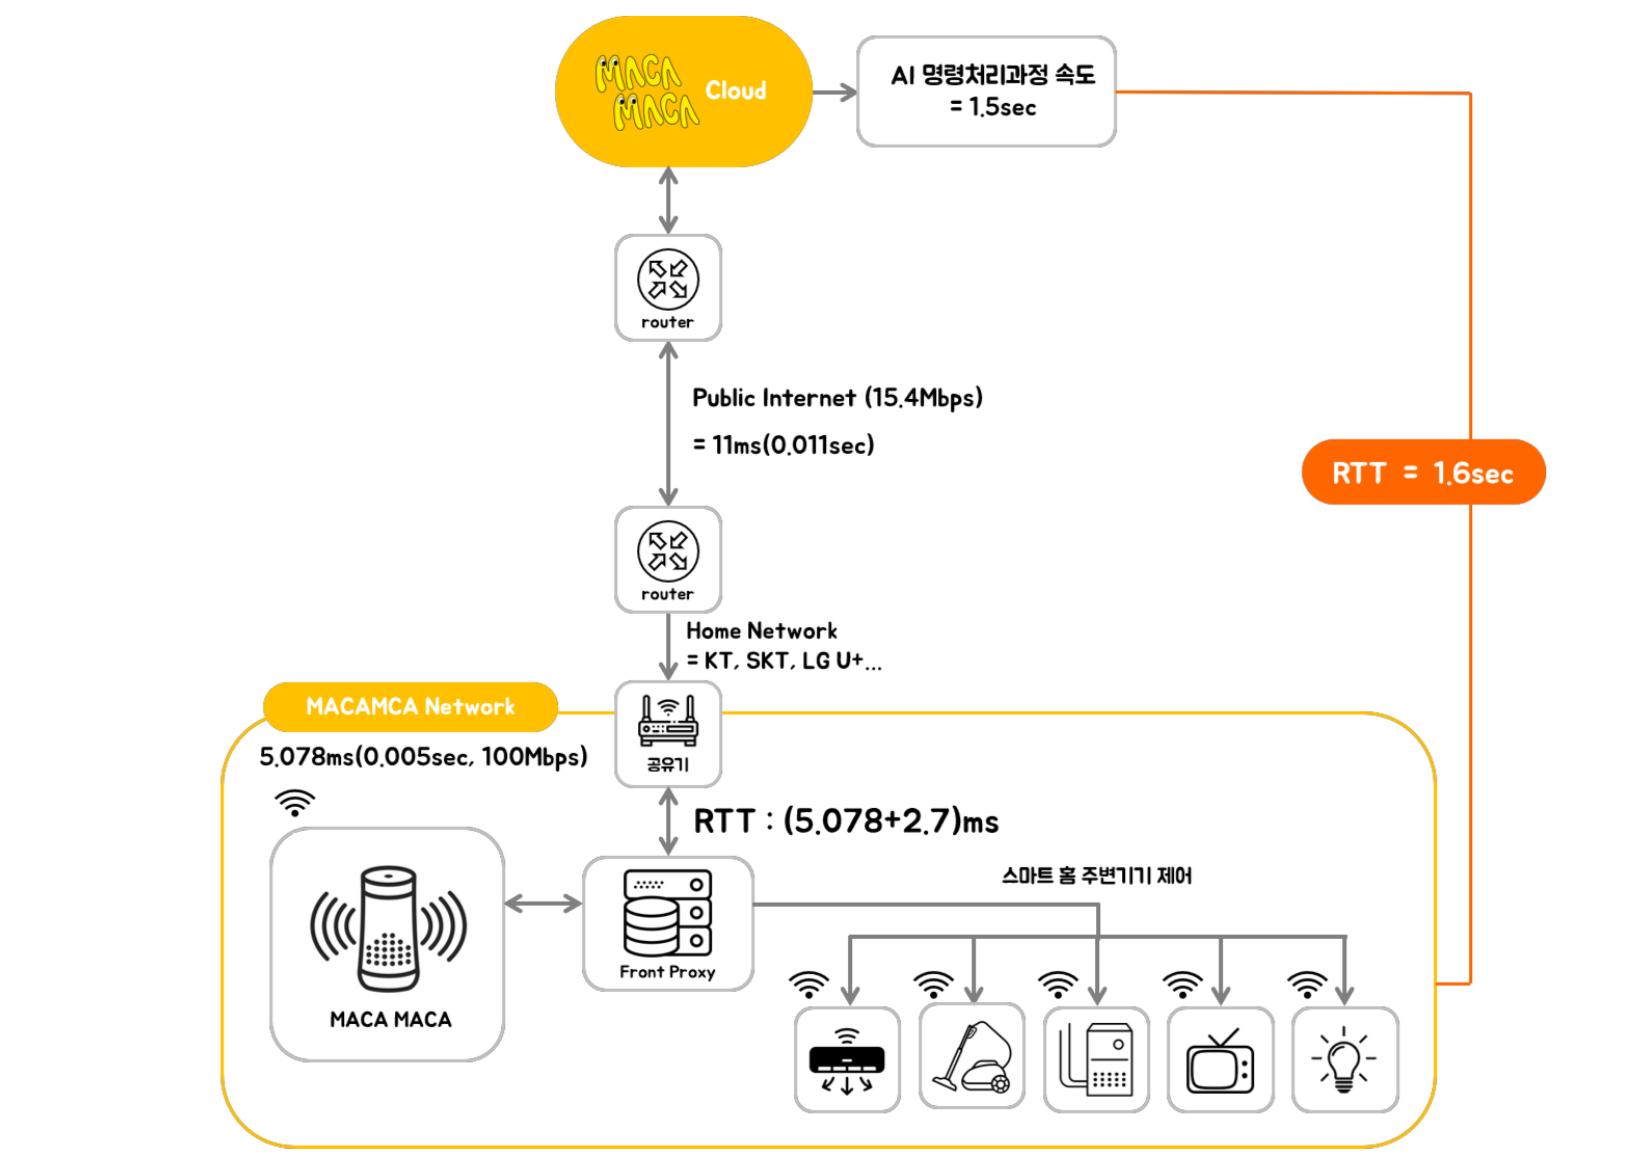 MACA
MACA
Cloud
AI 명령처리과정 속도
= 1.5sec
router
Public Internet (15.4Mbps)
= 11ms(0.011sec)
RTT = 1.6sec
router
Home Network
= KT, SKT, LG U+...
MACAMCA Network
5.078ms(0.005sec, 100Mbps)
공유기
RTT : (5.078+2.7)ms
스마트 홈 주변기기 제어
Front Proxy
MACA MACA